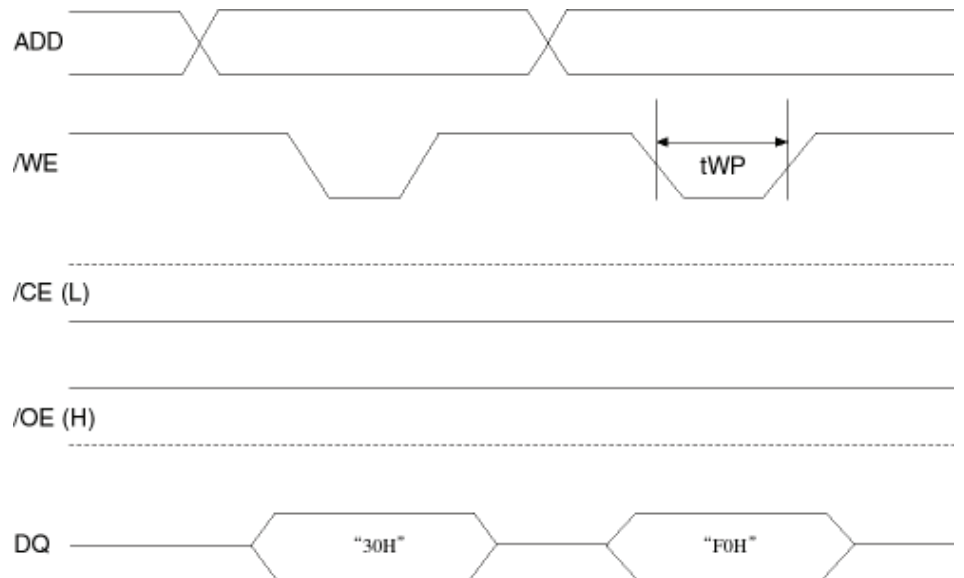 ADD
/WE
tWP
/CE (L)
/OE (H)
DQ
“30H”
“F0H”